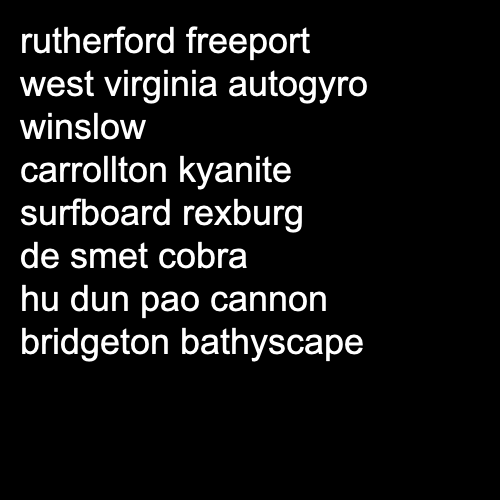 rutherford freeport
west virginia autogyro
winslow
carrollton kyanite
surfboard rexburg
de smet cobra
hu dun pao cannon
bridgeton bathyscape